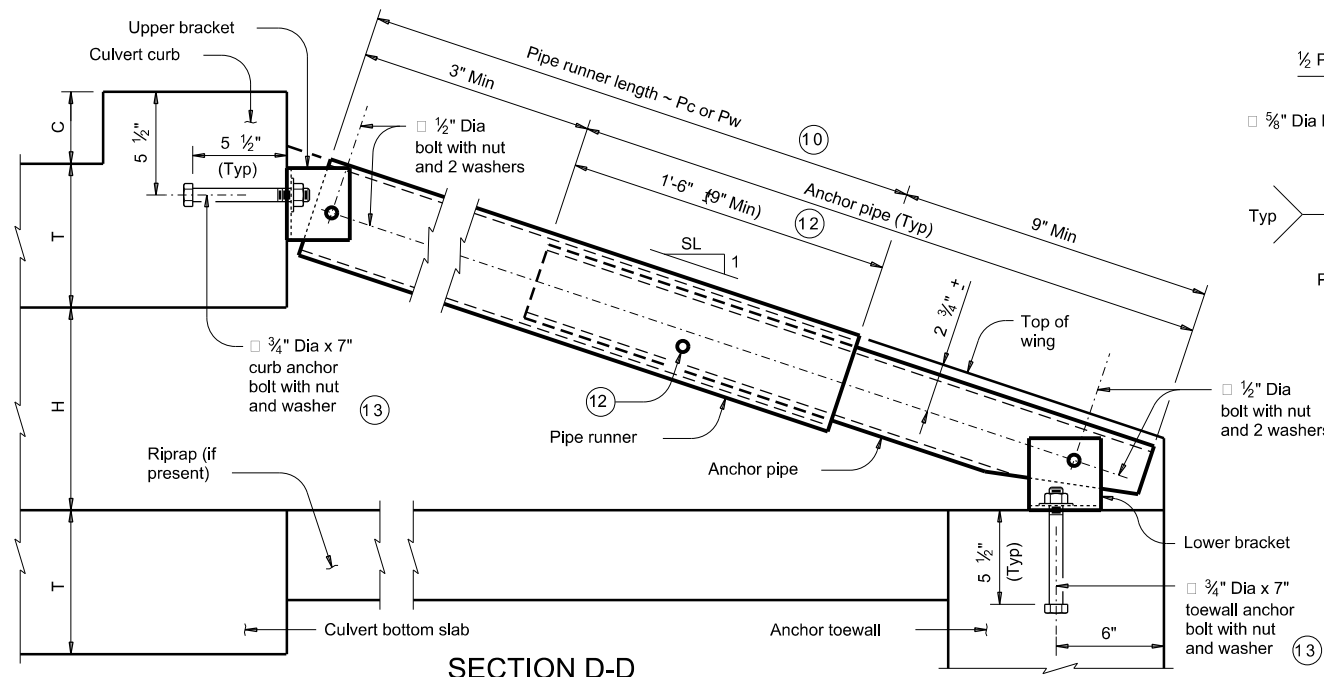 Upper bracket
Culvert curb
C
5 ½"
5 ½"
(Typ)
T
H
T
Pipe runner length ~ Pc or Pw
3" Min
10
□ ½" Dia
bolt with nut
and 2 washers
1'-6" (9" Min)
12
Anchor pipe (Typ)
9" Min
SL
1
2 ¾" +-
Top of
wing
□ ¾" Dia x 7"
curb anchor
bolt with nut
and washer
13
12
Pipe runner
Anchor pipe
□ ½" Dia
bolt with nut
and 2 washers
Riprap (if
present)
5 ½"
(Typ)
Lower bracket
□ ¾" Dia x 7"
toewall anchor
bolt with nut
and washer
13
6"
Culvert bottom slab
Anchor toewall
SECTION D-D
½
□ ⅝" Dia
Typ